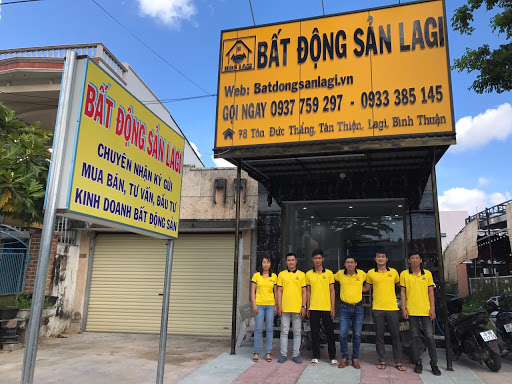 BẤT ĐỘNG SẢN LAGI
Web: Batdongsanlagi.vn
GỌI NGAY 0937 759 297 - 0933 385 145
78 Tôn Đức Thắng, Tân Thiện, Lagi, Bình Thuận
BẤT ĐỘNG SẢN LAGI
CHUYÊN NHẬN KÝ GỬI
MUA BÁN, TƯ VẤN, ĐẦU TƯ
KINH DOANH BẤT ĐỘNG SẢN